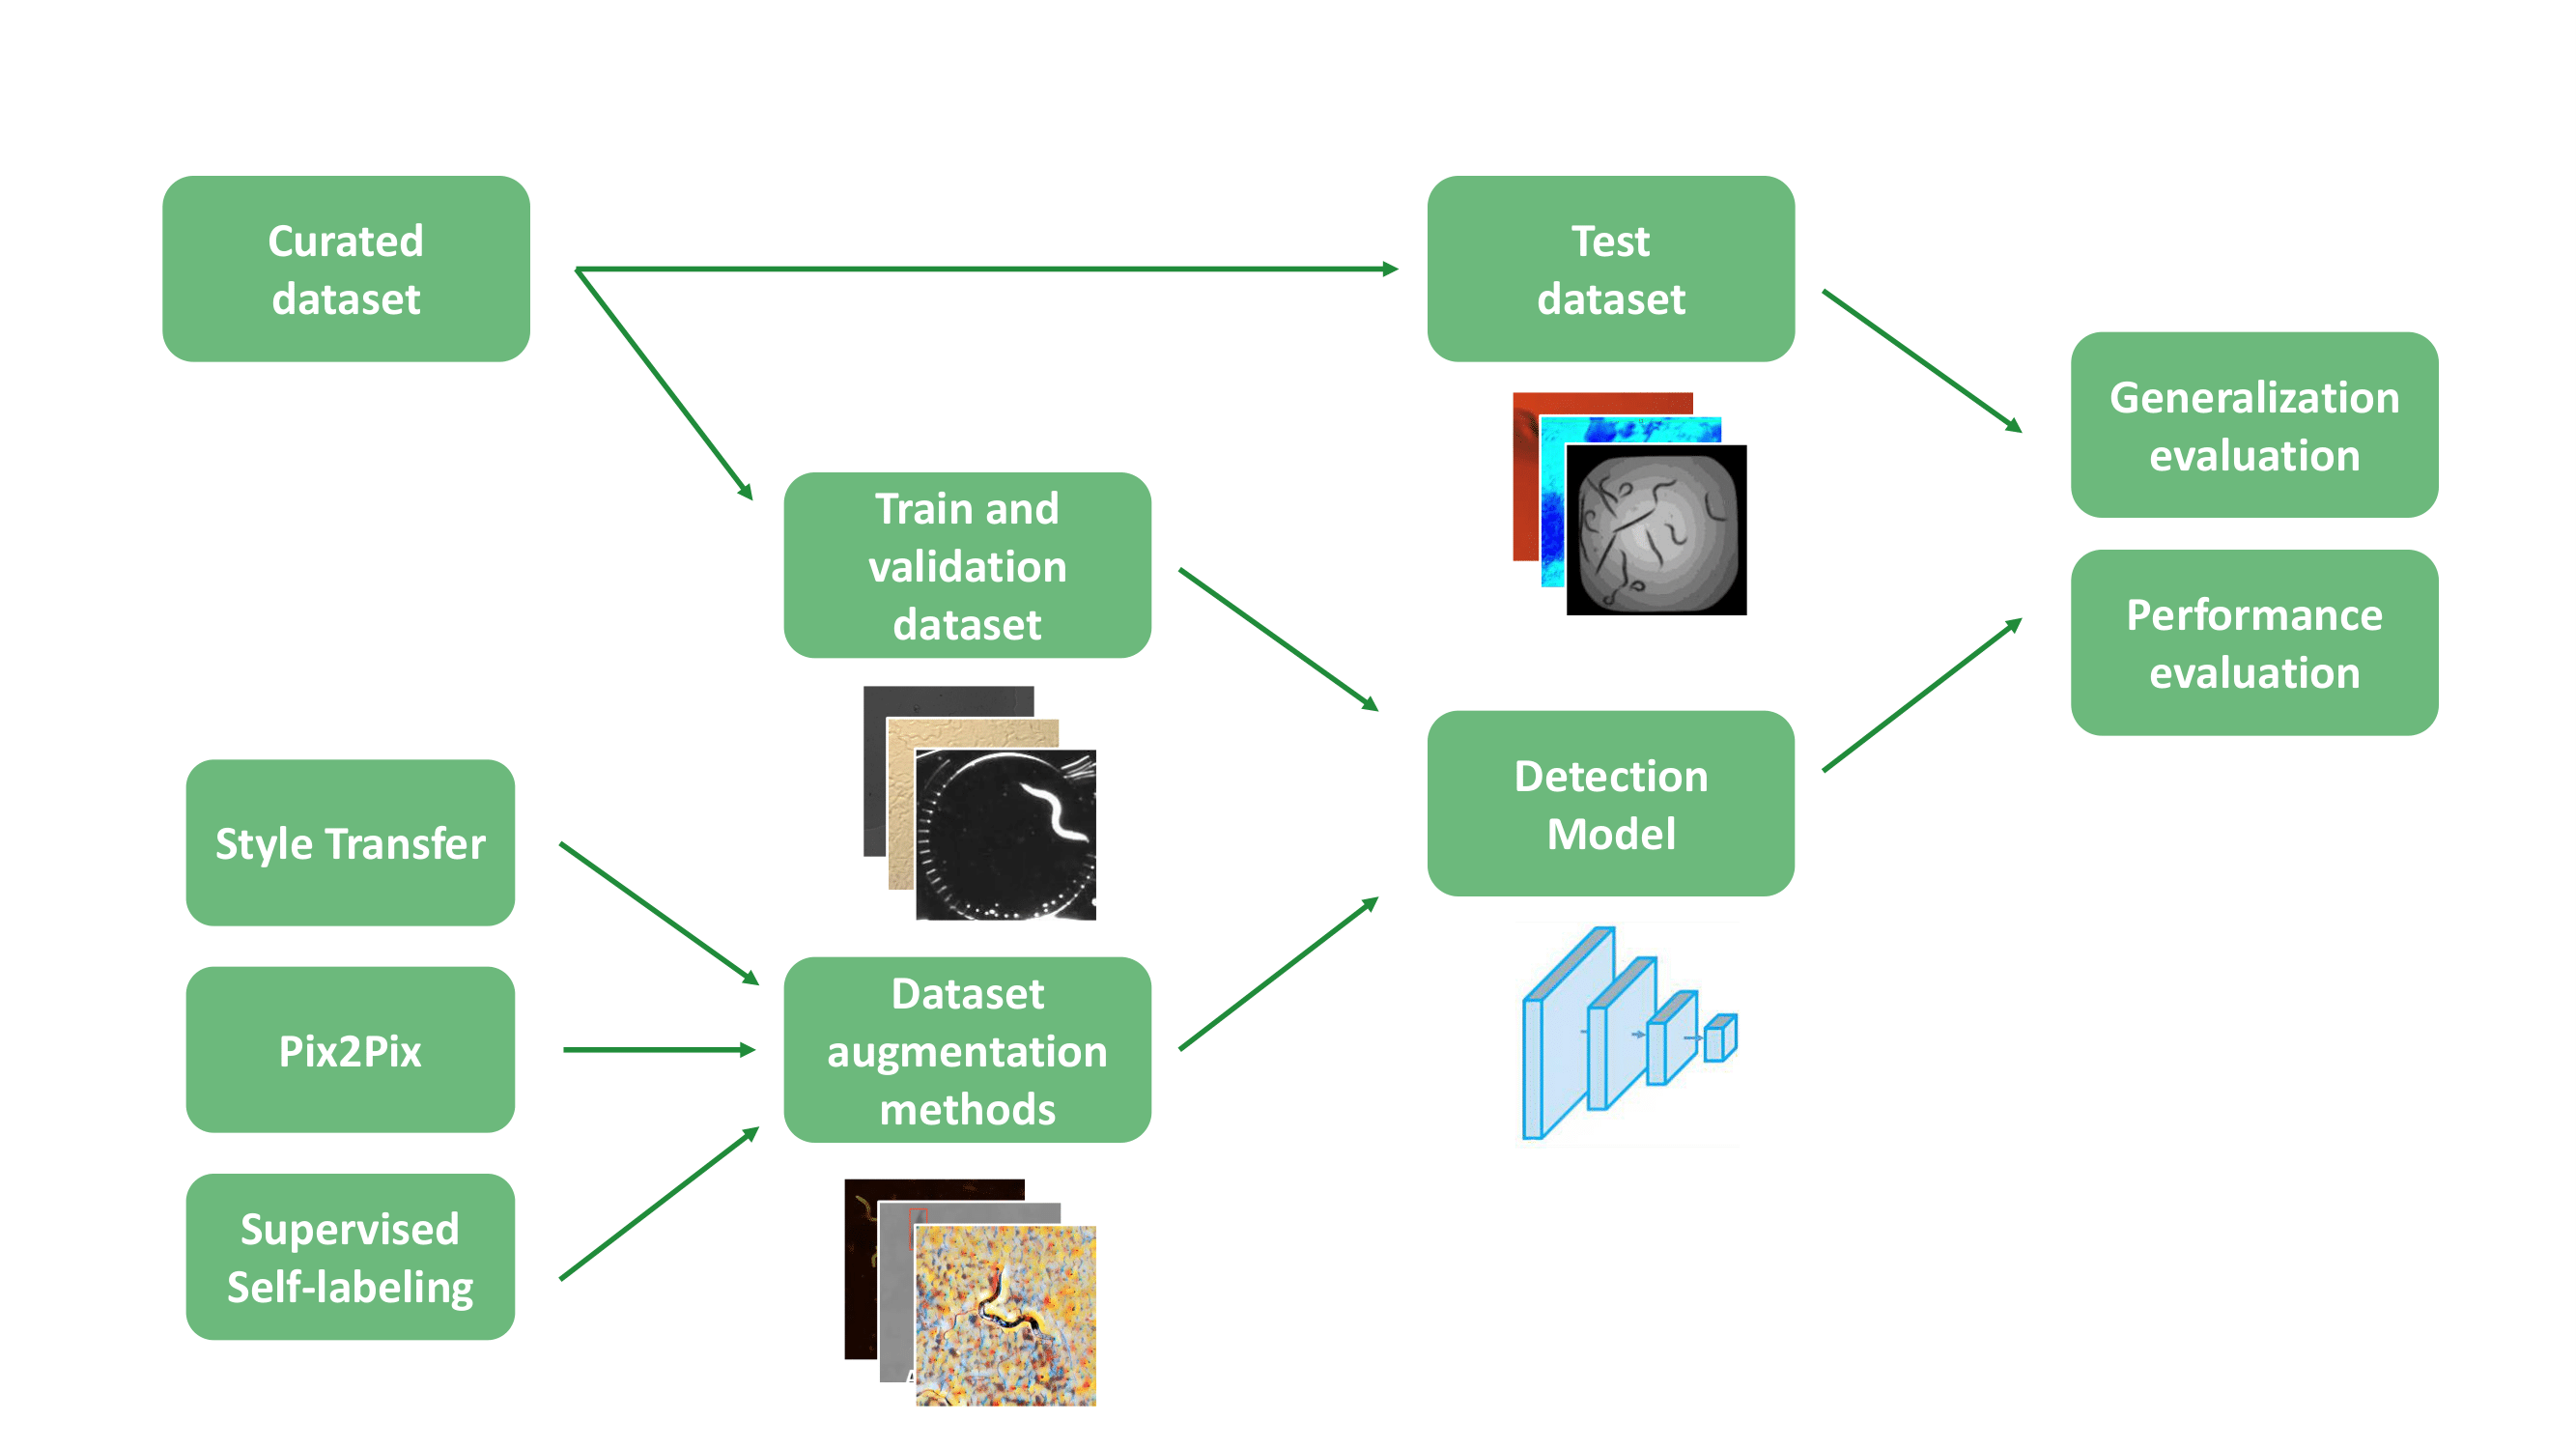 Curated
dataset
Test
dataset
Generalization
evaluation
Train and
validation
dataset
Performance
evaluation
Detection
Model
Style Transfer
Pix2Pix
Dataset
augmentation
methods
Supervised
Self-labeling